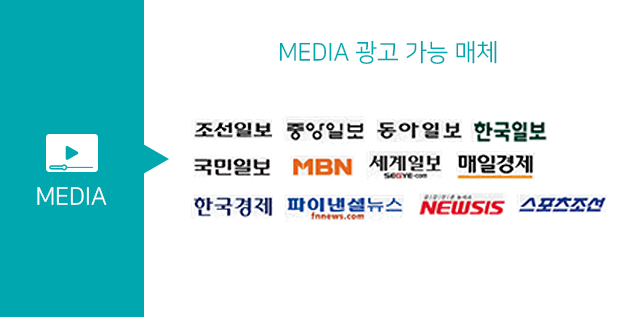 MEDIA 광고 가능 매체
MEDIA
조선일보 중앙일보 동아일보 한국일보
국민일보 MBN 세계일보 매일경제
SEGYE.com
한국경제 파이낸셜뉴스 NEWSIS 스포츠조선
fnnews.com